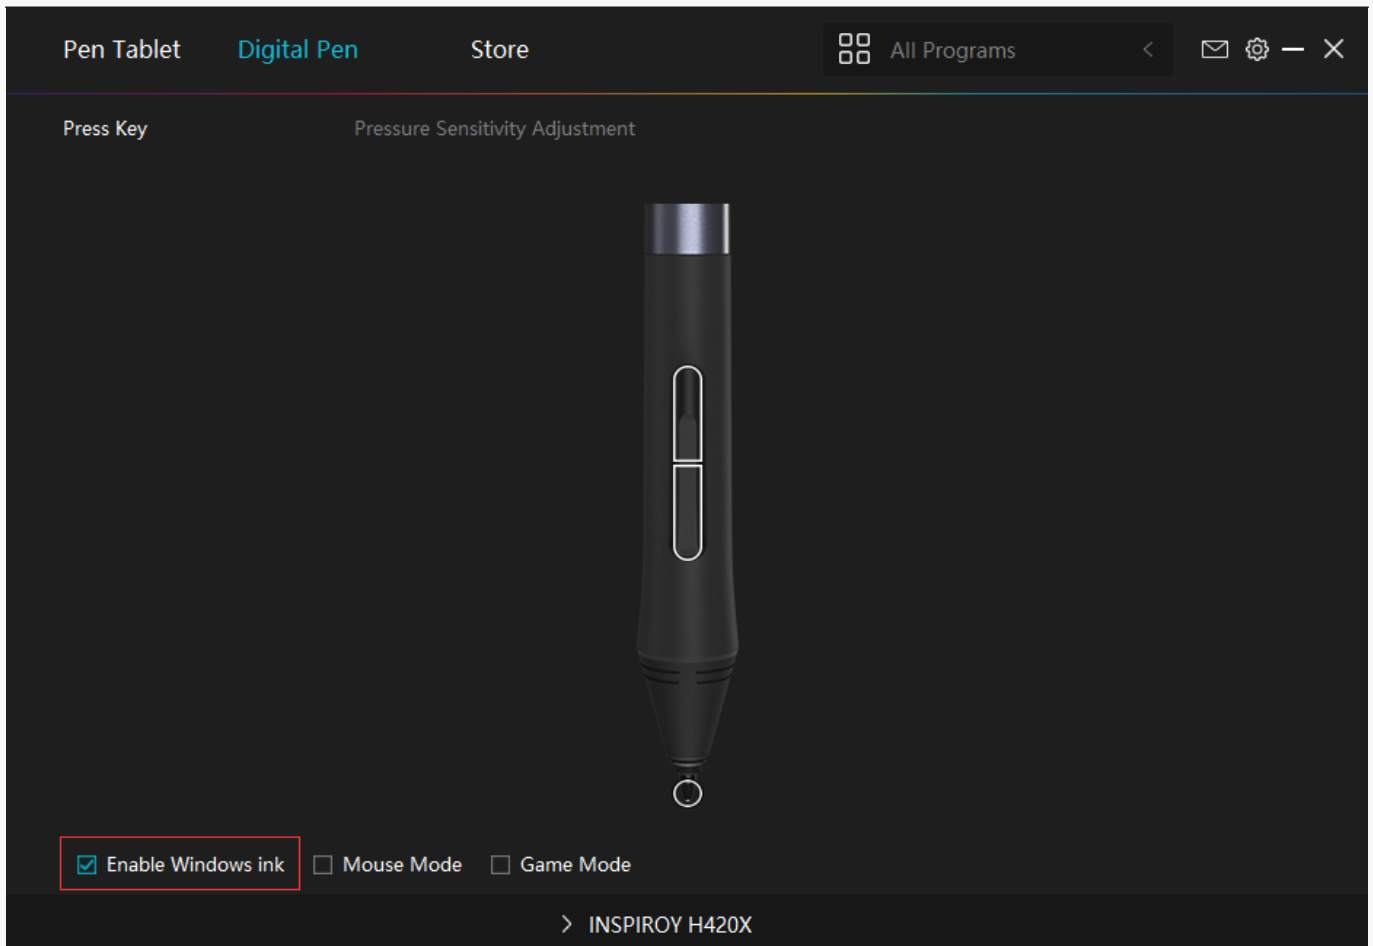 Pen Tablet Digital Pen Store All Programs
Press Key Pressure Sensitivity Adjustment
Enable Windows ink Mouse Mode Game Mode
INSPIROY H420X